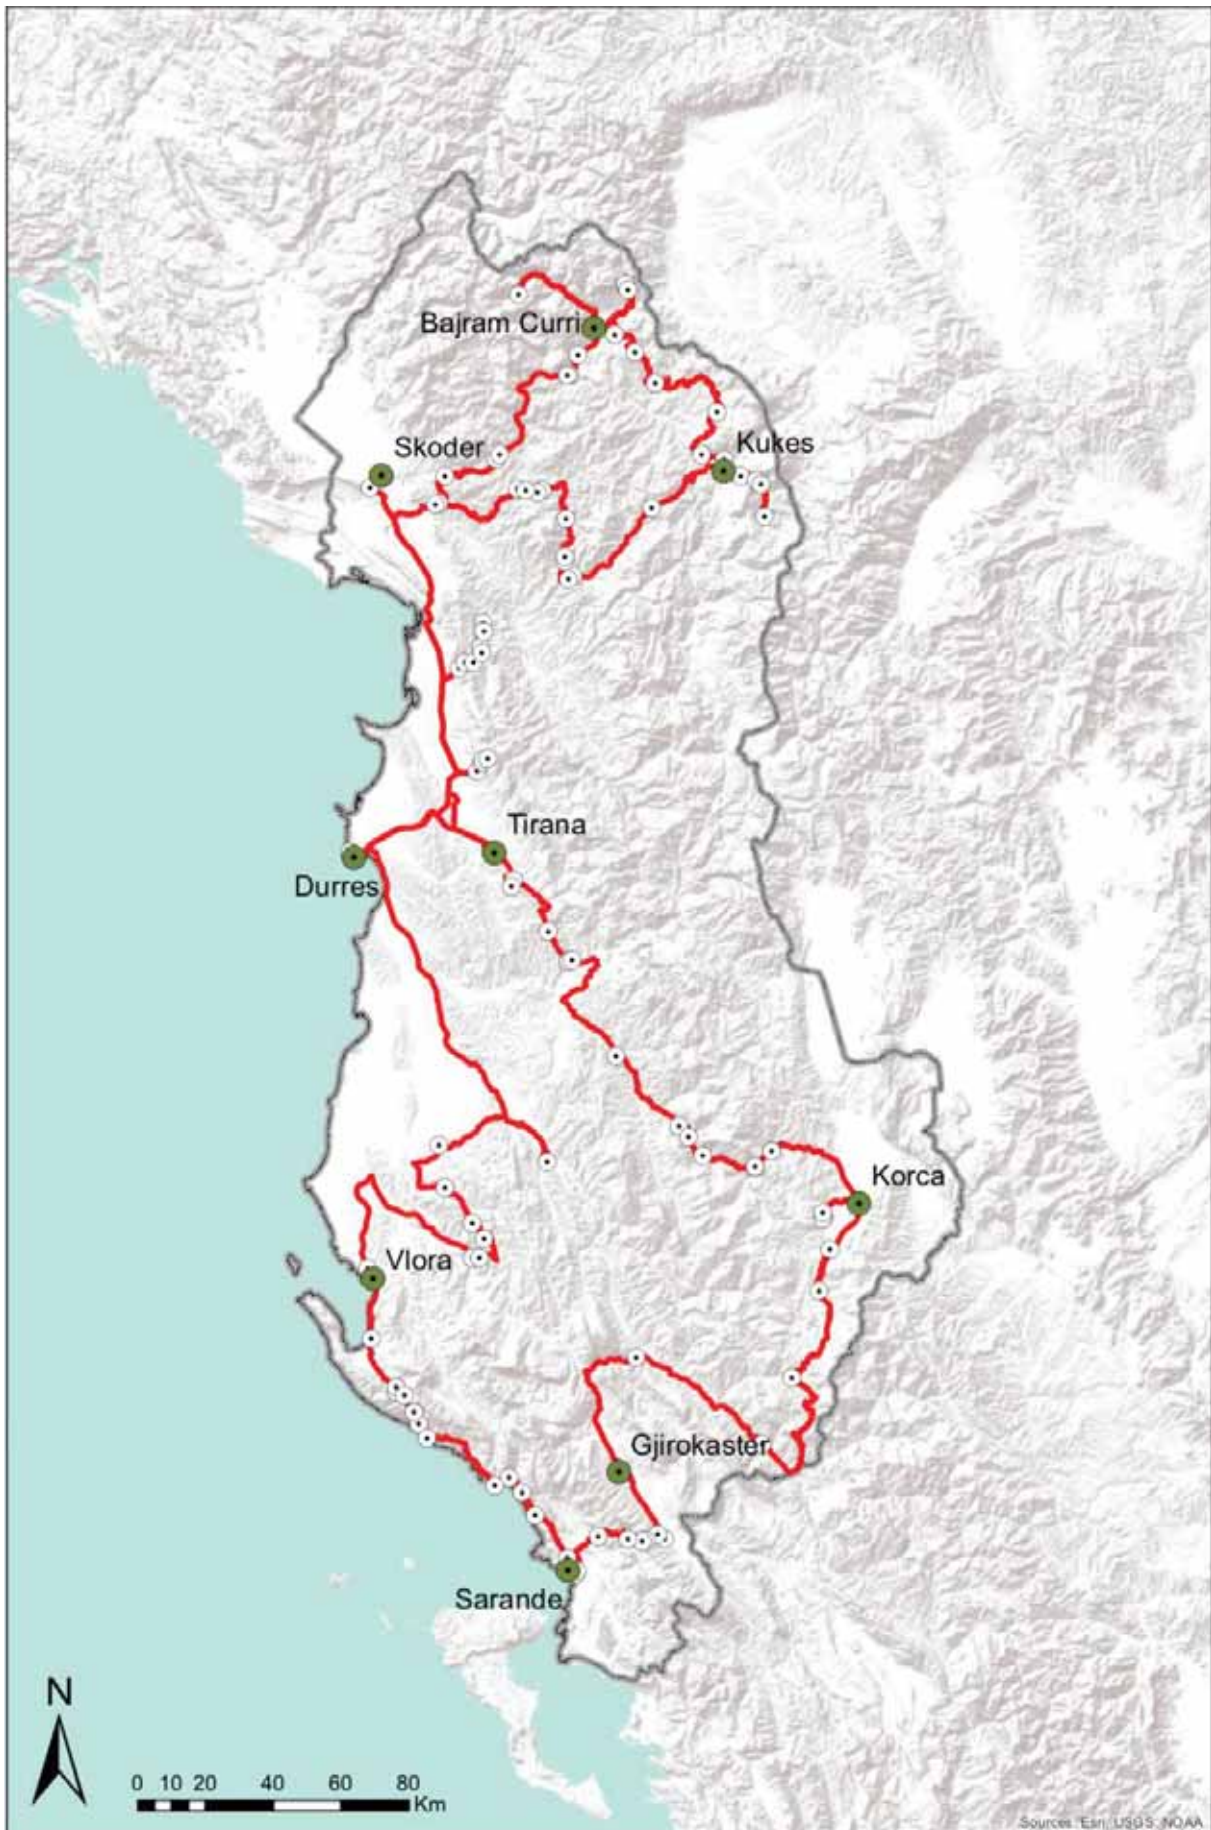 Bajram Curri
Skoder
Kukes
Tirana
Durres
Korca
Vlora
Gjirokaster
Sarande
N
0 10 20 40 60 80
Km
Sources: Esri, USGS, NOAA